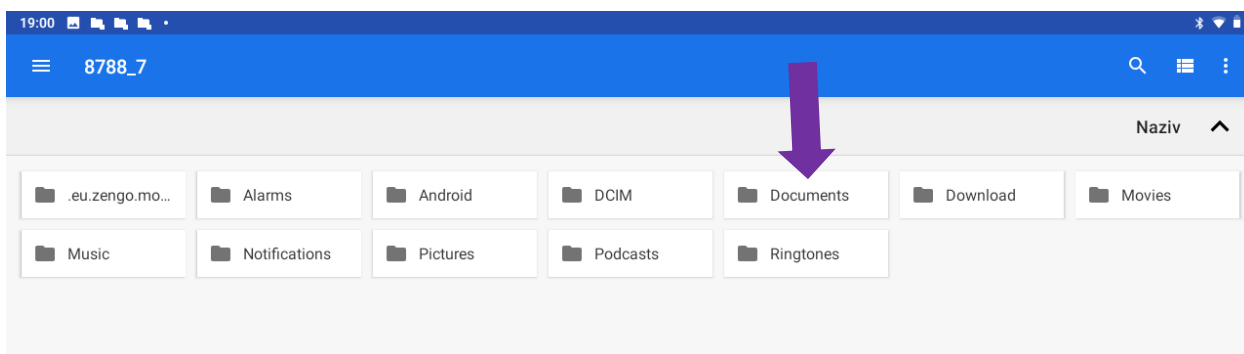 19:00
8788_7
Naziv
.eu.zengo.mo... Alarms Android DCIM Documents Download Movies
Music Notifications Pictures Podcasts Ringtones